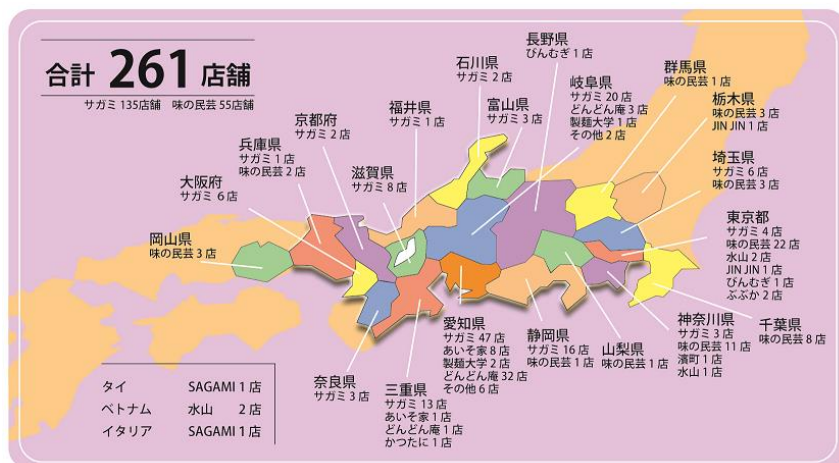 合計 261 店舗
サガミ 135店舗 味の民芸 55店舗
石川県
サガミ 2店
長野県
びんむぎ 1店
群馬県
味の民芸 1店
福井県
サガミ 1店
富山県
サガミ 3店
岐阜県
サガミ 20店
どんどん庵 3店
製麺大学 1店
その他 2店
栃木県
味の民芸 3店
JIN JIN 1店
京都府
サガミ 2店
兵庫県
サガミ 1店
味の民芸 2店
滋賀県
サガミ 8店
埼玉県
サガミ 6店
味の民芸 3店
大阪府
サガミ 6店
岡山県
味の民芸 3店
東京都
サガミ 4店
味の民芸 22店
水山 2店
JIN JIN 1店
びんむぎ 1店
ぶぶか 2店
奈良県
サガミ 3店
三重県
サガミ 13店
あいそ家 1店
どんどん庵 1店
かつたに 1店
愛知県
サガミ 47店
あいそ家 8店
製麺大学 2店
どんどん庵 32店
その他 6店
静岡県
サガミ 16店
味の民芸 1店
山梨県
味の民芸 1店
神奈川県
サガミ 3店
味の民芸 11店
濱町 1店
水山 1店
千葉県
味の民芸 8店
タイ SAGAMI 1店
ベトナム 水山 2店
イタリア SAGAMI 1店